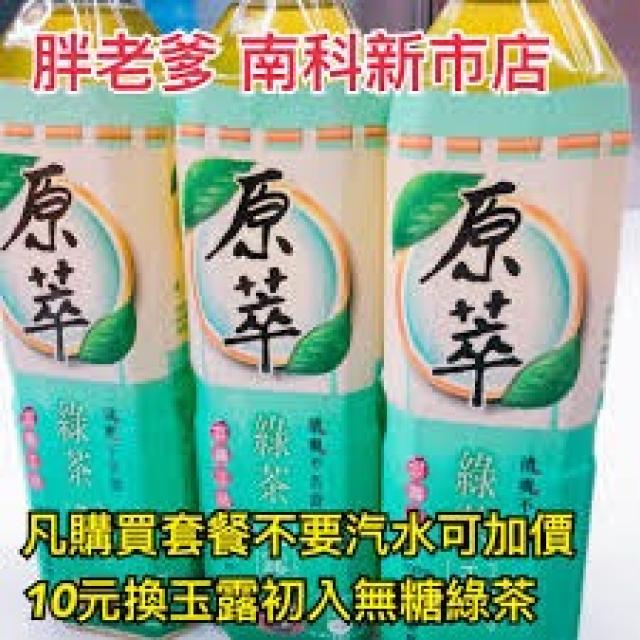 胖老爹 南科新市店
原萃
原萃
原萃
綠茶
綠茶
綠
凡購買套餐不要汽水可加價
10元換玉露初入無糖綠茶